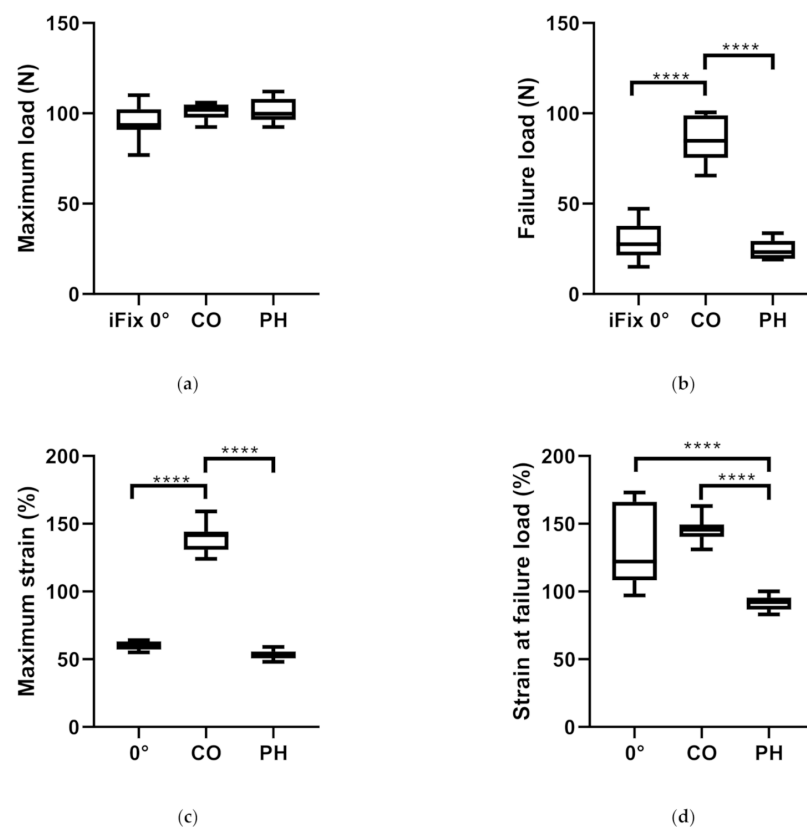 Maximum load (N)
150
100
50
0
iFix 0° CO PH
(a)
Failure load (N)
150
100
50
0
**** ****
iFix 0° CO PH
(b)
Maximum strain (%)
200
150
100
50
0
**** ****
0° CO PH
(c)
Strain at failure load (%)
200
150
100
50
0
****
****
0° CO PH
(d)